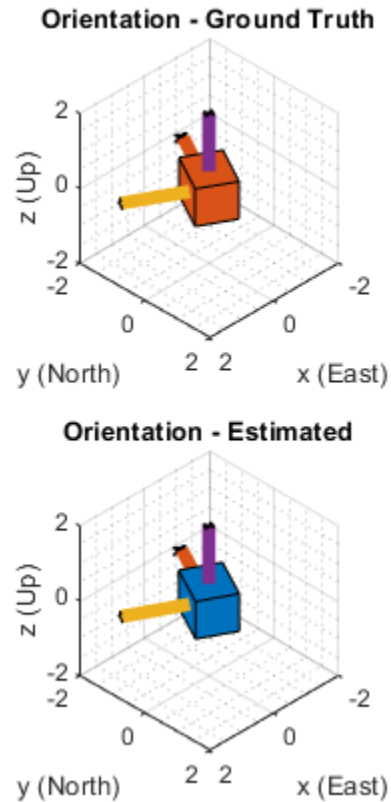 Orientation - Ground Truth
2
0
-2
z (Up)
-2
0
2
y (North)
2
0
-2
x (East)
Orientation - Estimated
2
0
-2
z (Up)
-2
0
2
y (North)
2
0
-2
x (East)